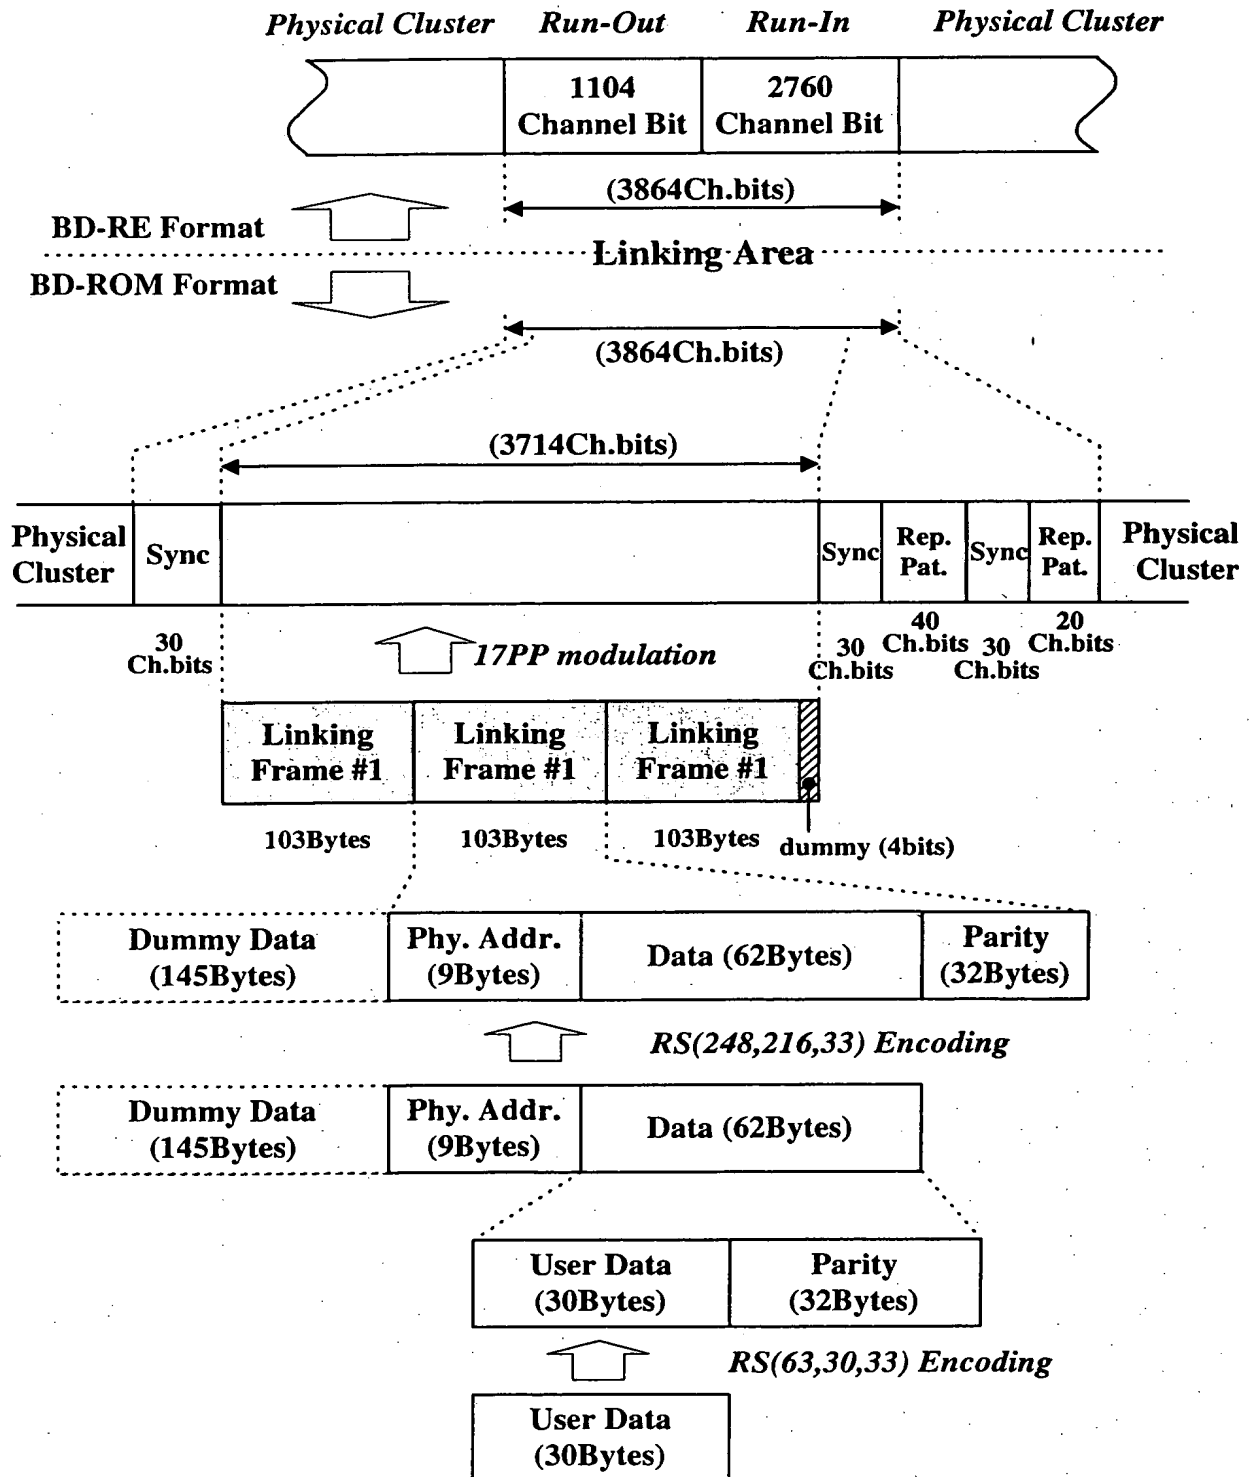 Physical Cluster Run-Out Run-In Physical Cluster
1104 Channel Bit
2760 Channel Bit
(3864Ch.bits)
BD-RE Format
Linking Area
BD-ROM Format
(3864Ch.bits)
(3714Ch.bits)
Physical Cluster
Sync
Sync
Rep. Pat.
Sync
Rep. Pat.
Physical Cluster
30 Ch.bits
17PP modulation
30 Ch.bits
40 Ch.bits
30 Ch.bits
20 Ch.bits
Linking Frame #1
Linking Frame #1
Linking Frame #1
103Bytes
103Bytes
103Bytes
dummy (4bits)
Dummy Data (145Bytes)
Phy. Addr. (9Bytes)
Data (62Bytes)
Parity (32Bytes)
RS(248,216,33) Encoding
Dummy Data (145Bytes)
Phy. Addr. (9Bytes)
Data (62Bytes)
User Data (30Bytes)
Parity (32Bytes)
RS(63,30,33) Encoding
User Data (30Bytes)